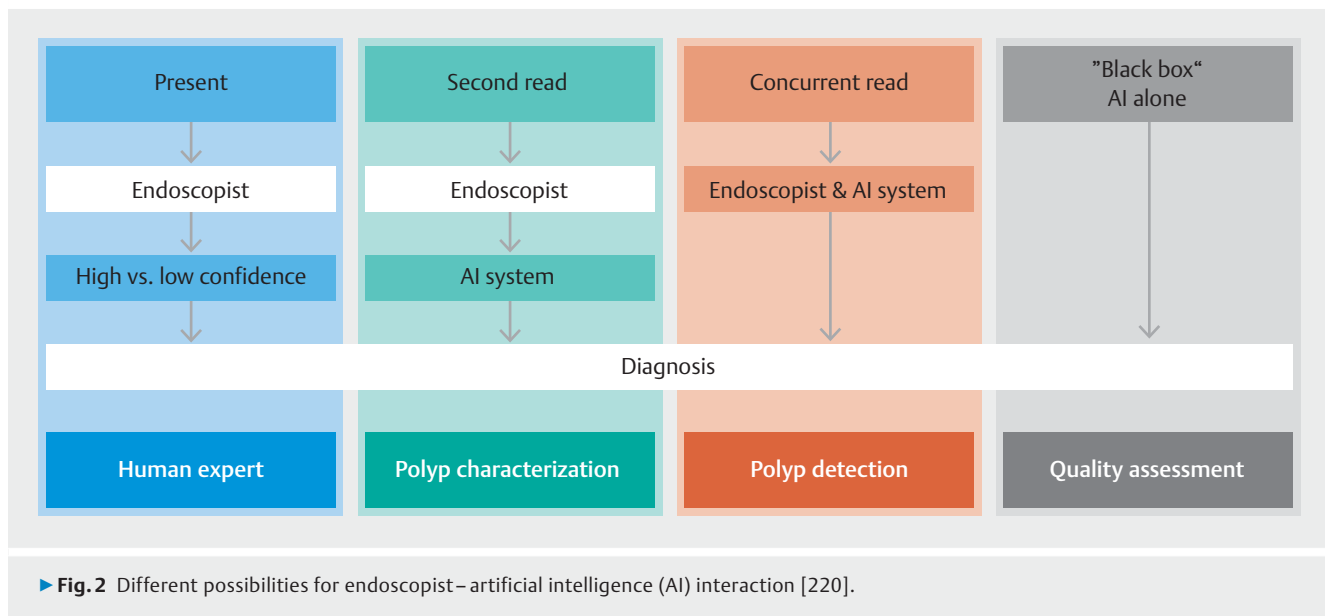 Present
Second read
Concurrent read
”Black box“
AI alone
Endoscopist
Endoscopist
Endoscopist & AI system
High vs. low confidence
AI system
Diagnosis
Human expert
Polyp characterization
Polyp detection
Quality assessment
►Fig. 2 Different possibilities for endoscopist – artificial intelligence (AI) interaction [220].